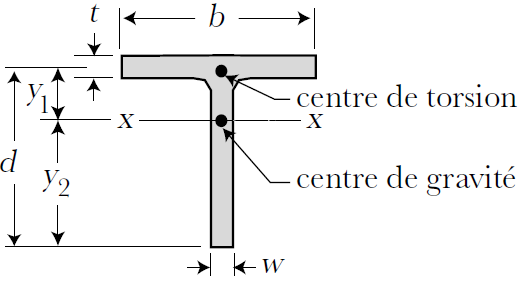 t
b
y1
centre de torsion
x x
d
y2
centre de gravité
w